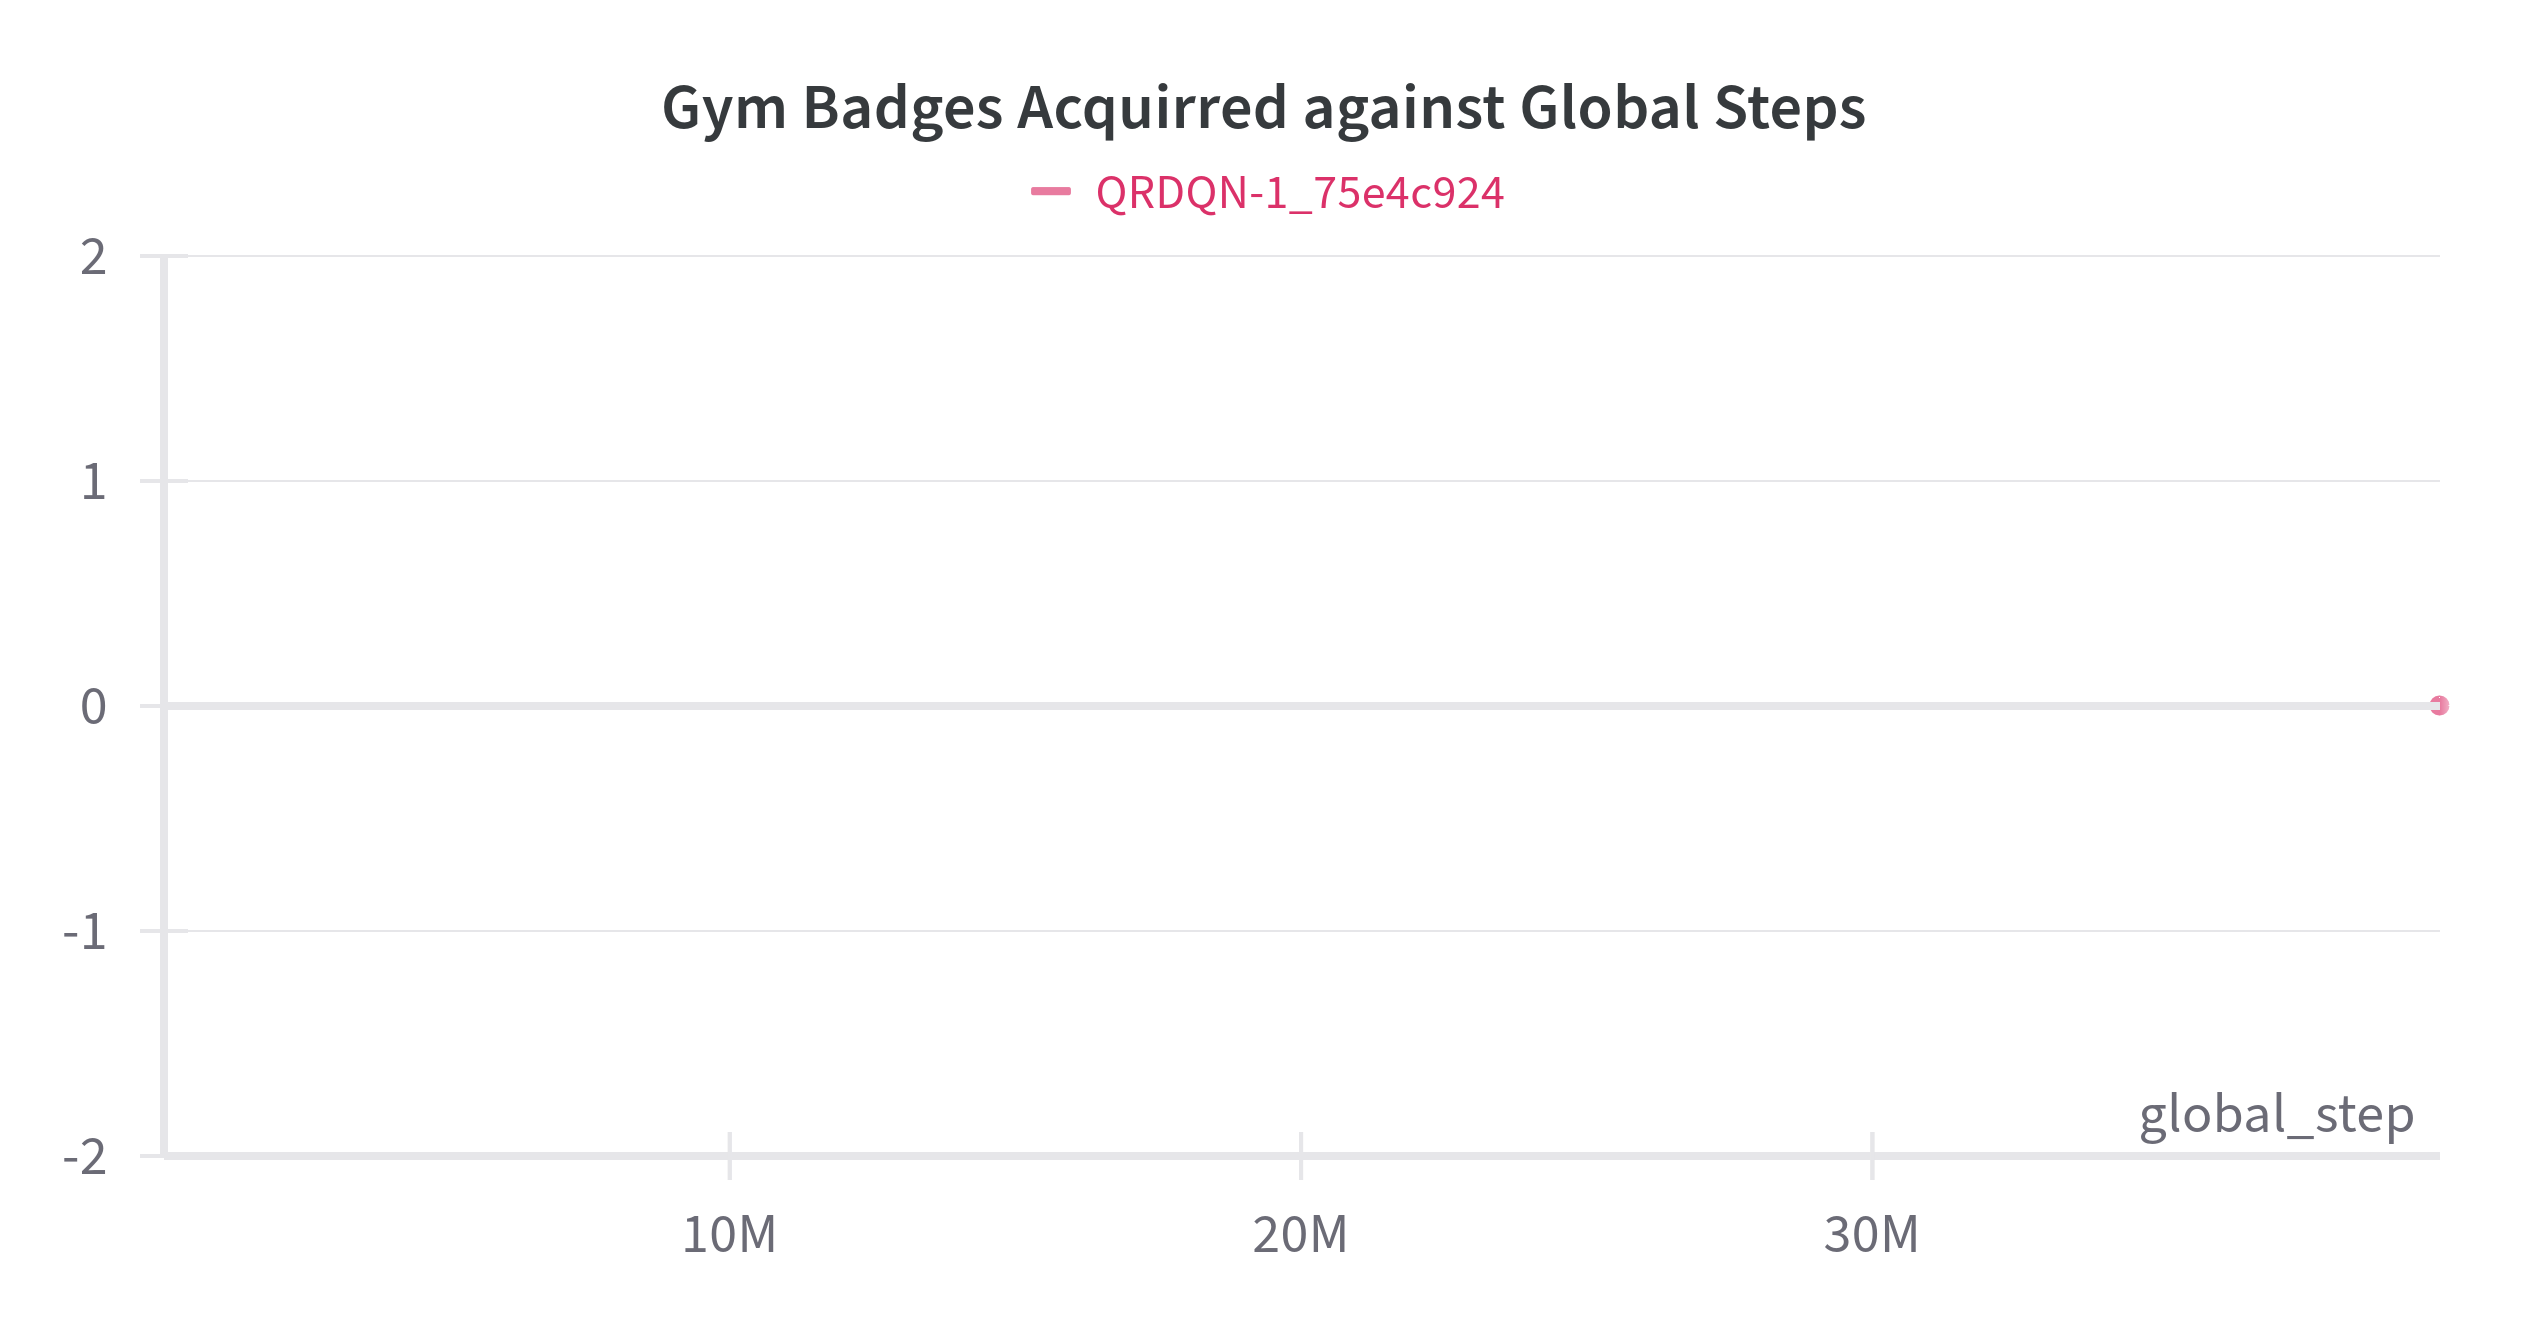 Gym Badges Acquirred against Global Steps
QRDQN-1_75e4c924
2
1
0
-1
-2
global_step
10M 20M 30M